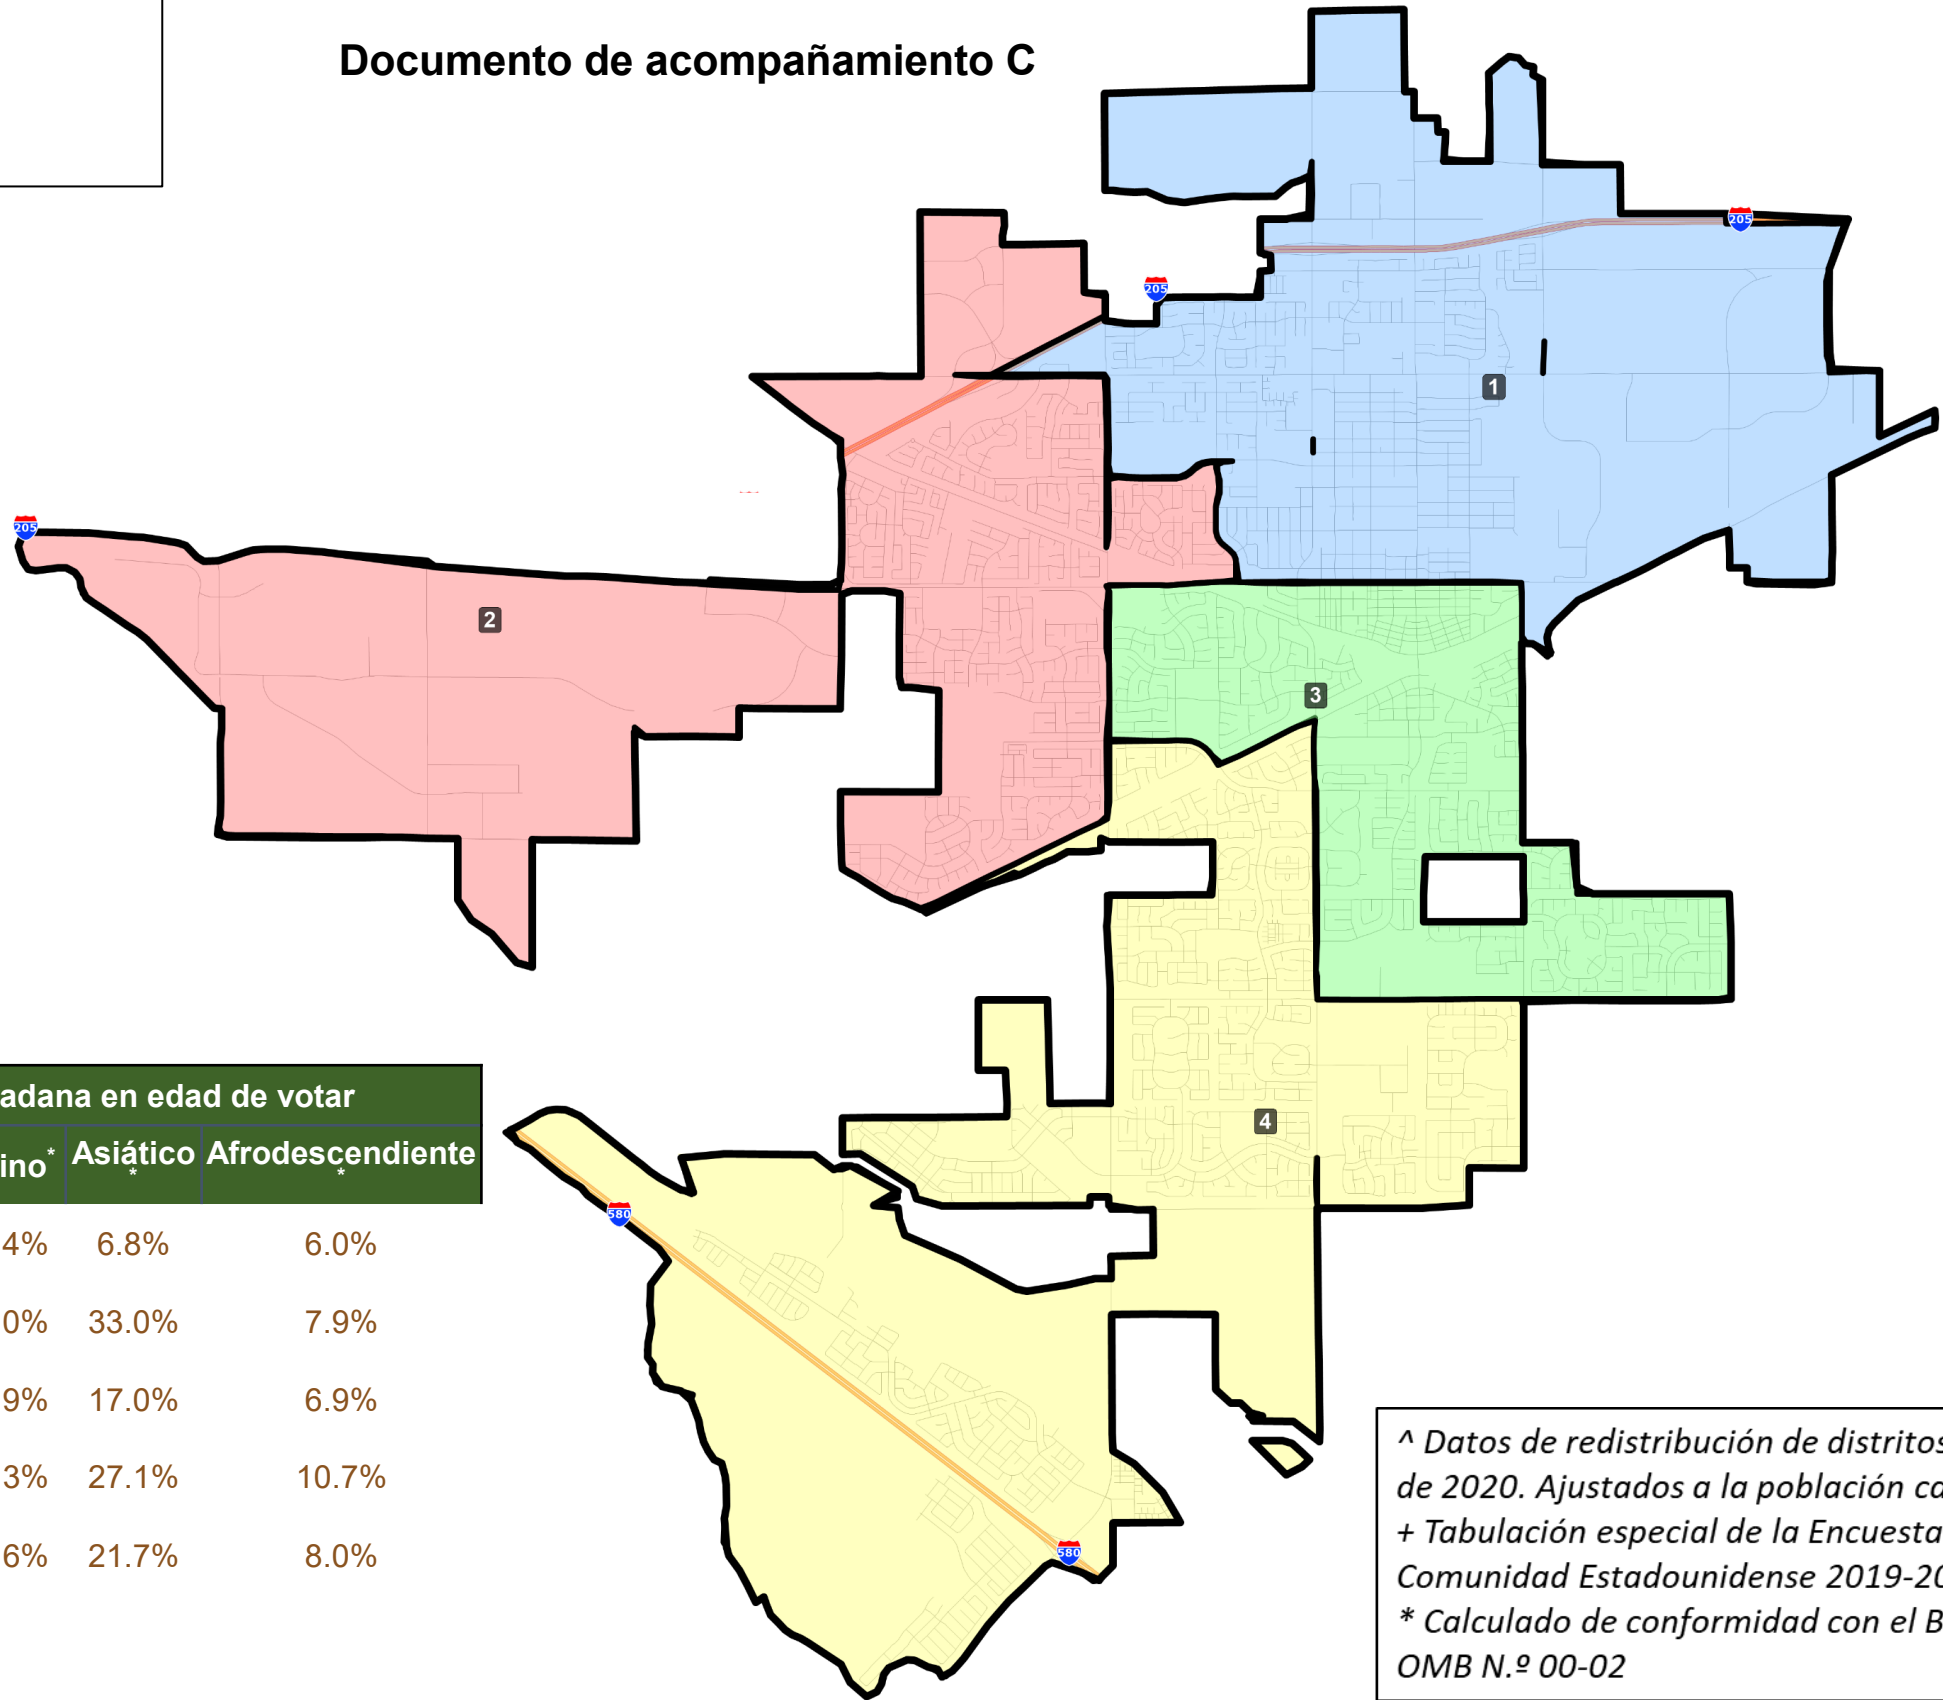 Documento de acompañamiento C
205
205
1
205
2
3
4
adana en edad de votar
ino* Asiático* Afrodescendiente*
4% 6.8% 6.0%
0% 33.0% 7.9%
9% 17.0% 6.9%
3% 27.1% 10.7%
6% 21.7% 8.0%
580
580
^ Datos de redistribución de distritos
de 2020. Ajustados a la población ca
+ Tabulación especial de la Encuesta
Comunidad Estadounidense 2019-20
* Calculado de conformidad con el B
OMB N.º 00-02